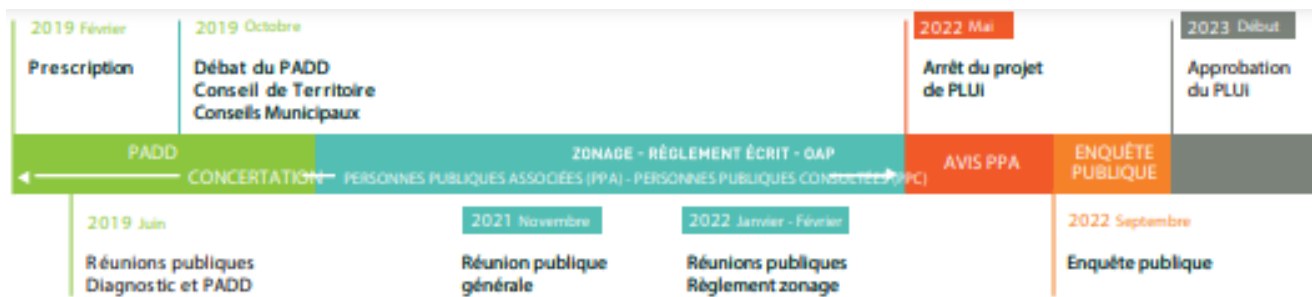 2019 Février
Prescription
2019 Octobre
Débat du PADD
Conseil de Territoire
Conseils Municipaux
2022 Mai
Arrêt du projet
de PLUi
2023 Début
Approbation
du PLUi
PADD
CONCERTATION
ZONAGE - RÈGLEMENT ÉCRIT - OAP
PERSONNES PUBLIQUES ASSOCIÉES (PPA) - PERSONNES PUBLIQUES CONSULTÉES (PPC)
AVIS PPA
ENQUÊTE
PUBLIQUE
2019 Juin
Réunions publiques
Diagnostic et PADD
2021 Novembre
Réunion publique
générale
2022 Janvier - Février
Réunions publiques
Règlement zonage
2022 Septembre
Enquête publique